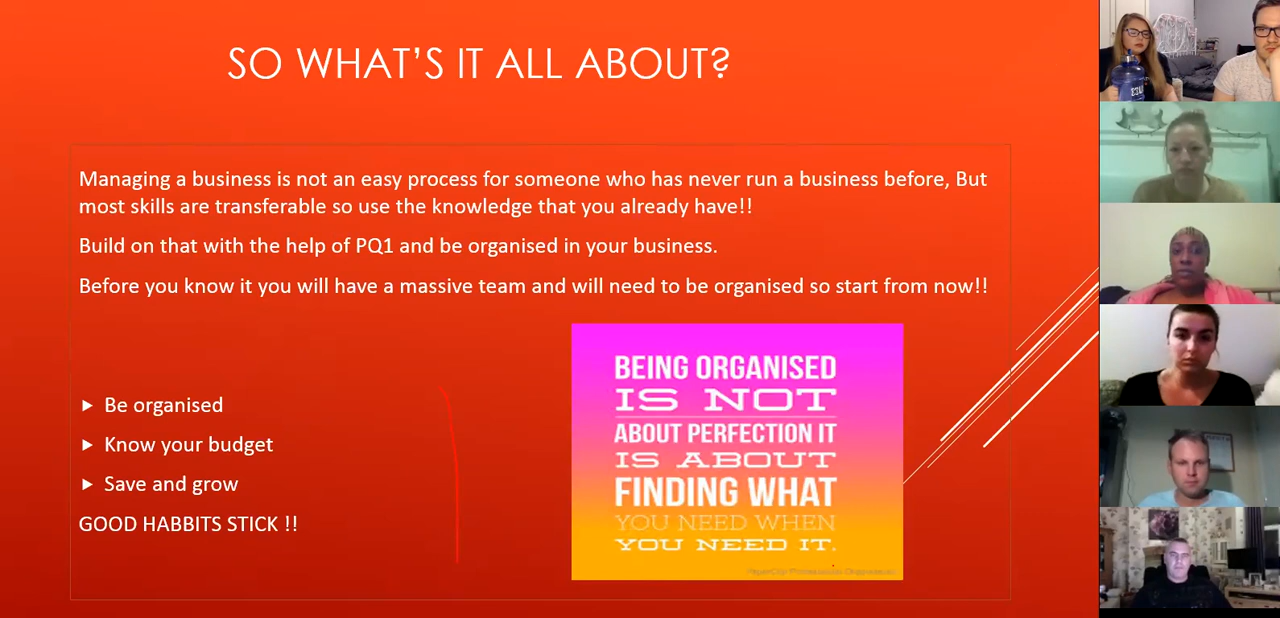 SO WHAT'S IT ALL ABOUT?
Managing a business is not an easy process for someone who has never run a business before, But
most skills are transferable so use the knowledge that you already have!!
Build on that with the help of PQ1 and be organised in your business.
Before you know it you will have a massive team and will need to be organised so start from now!!
Be organised
Know your budget
Save and grow
GOOD HABBITS STICK !!
BEING ORGANISED
IS NOT
ABOUT PERFECTION IT
IS ABOUT
FINDING WHAT
YOU NEED WHEN
YOU NEED IT.